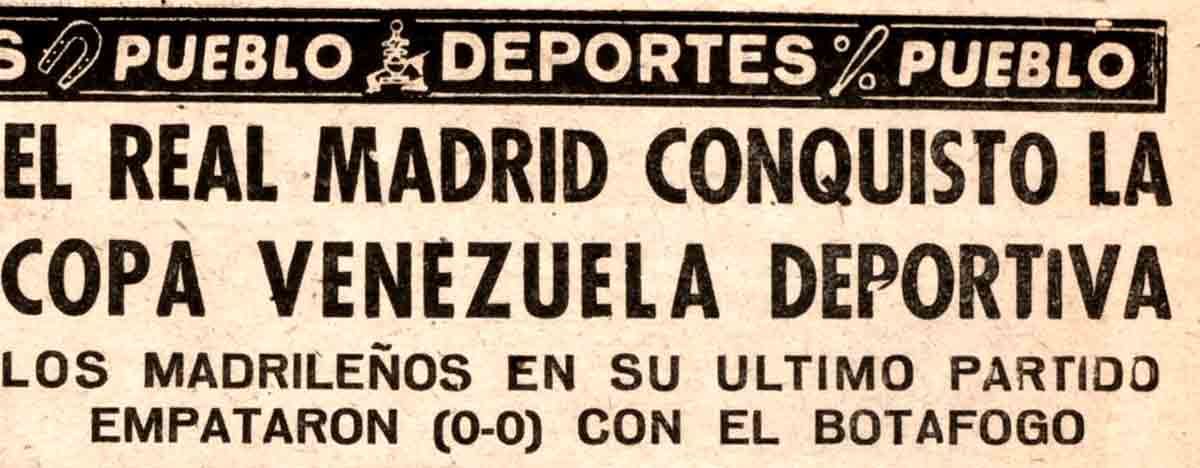 S PUEBLO DEPORTES PUEBLO
EL REAL MADRID CONQUISTO LA
COPA VENEZUELA DEPORTIVA
LOS MADRILEÑOS EN SU ULTIMO PARTIDO
EMPATARON (0-0) CON EL BOTAFOGO